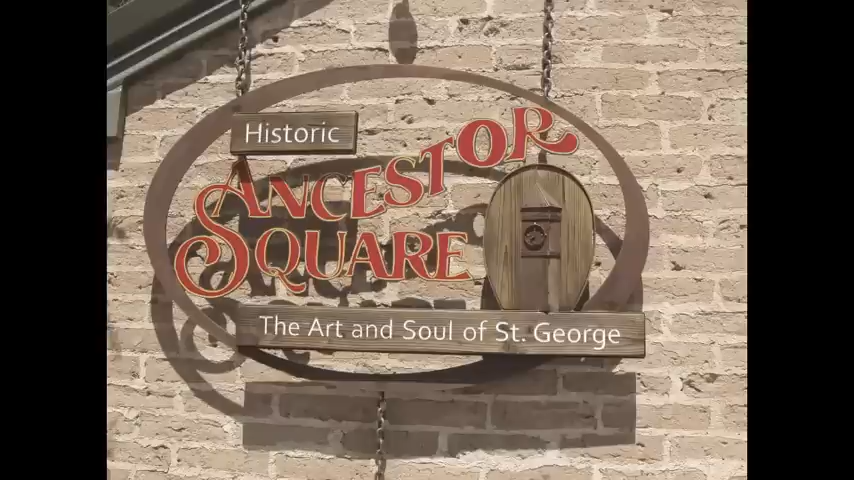 Historic
ANCESTOR
SQUARE
The Art and Soul of St. George